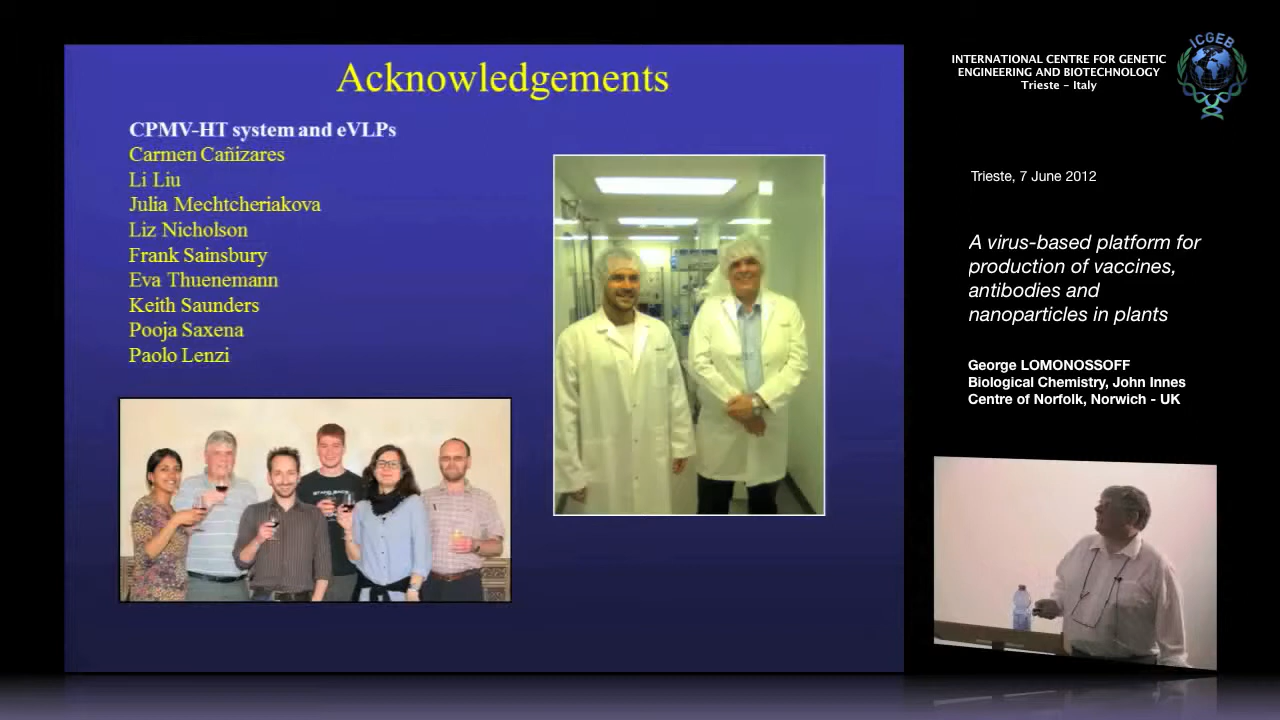 Acknowledgements
CPMV-HT system and eVLPs
Carmen Cañizares
Li Liu
Julia Mechtcheriakova
Liz Nicholson
Frank Sainsbury
Eva Thuenemann
Keith Saunders
Pooja Saxena
Paolo Lenzi
ICGEB
INTERNATIONAL CENTRE FOR GENETIC
ENGINEERING AND BIOTECHNOLOGY
Trieste – Italy
Trieste, 7 June 2012
A virus-based platform for
production of vaccines,
antibodies and
nanoparticles in plants
George LOMONOSSOFF
Biological Chemistry, John Innes
Centre of Norfolk, Norwich - UK